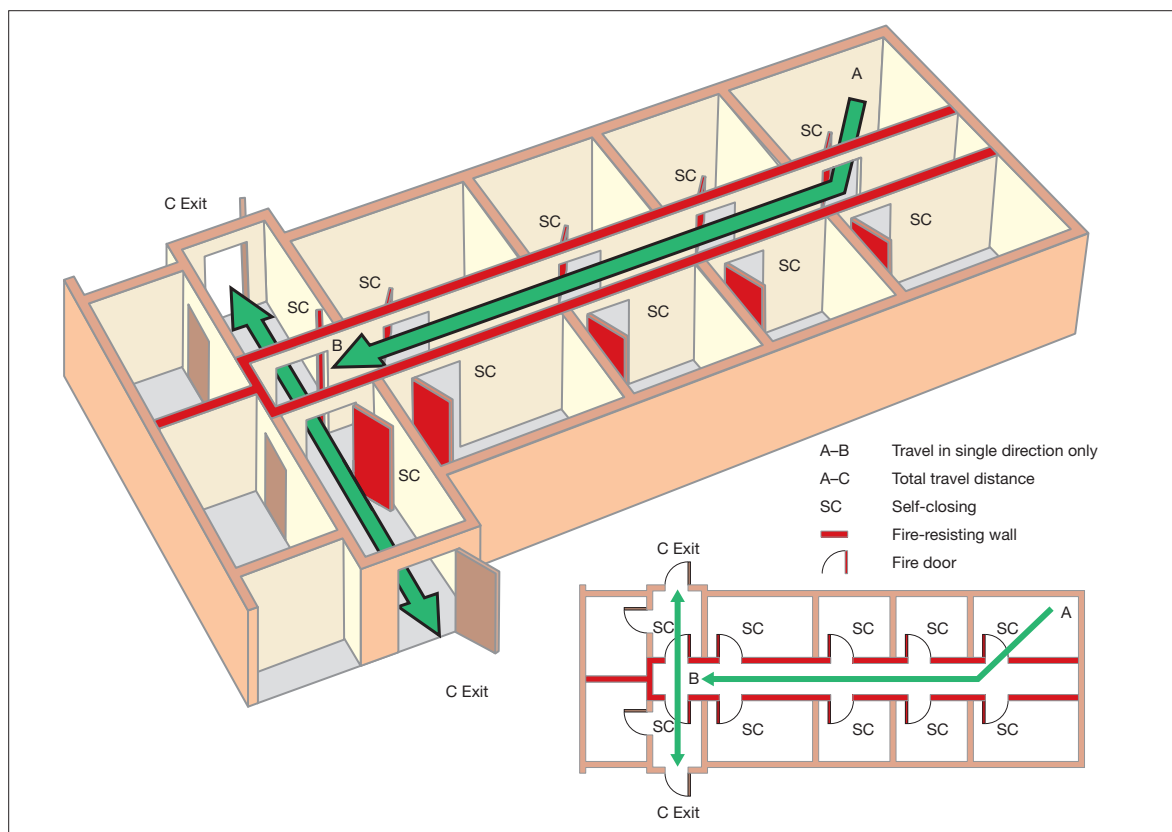 A
SC
SC
C Exit
SC
SC
SC
SC
SC
B
SC
SC
SC
SC
C Exit
A–B Travel in single direction only
A–C Total travel distance
SC Self-closing
Fire-resisting wall
Fire door
C Exit
A
SC SC SC SC SC
B
SC SC SC SC SC
C Exit